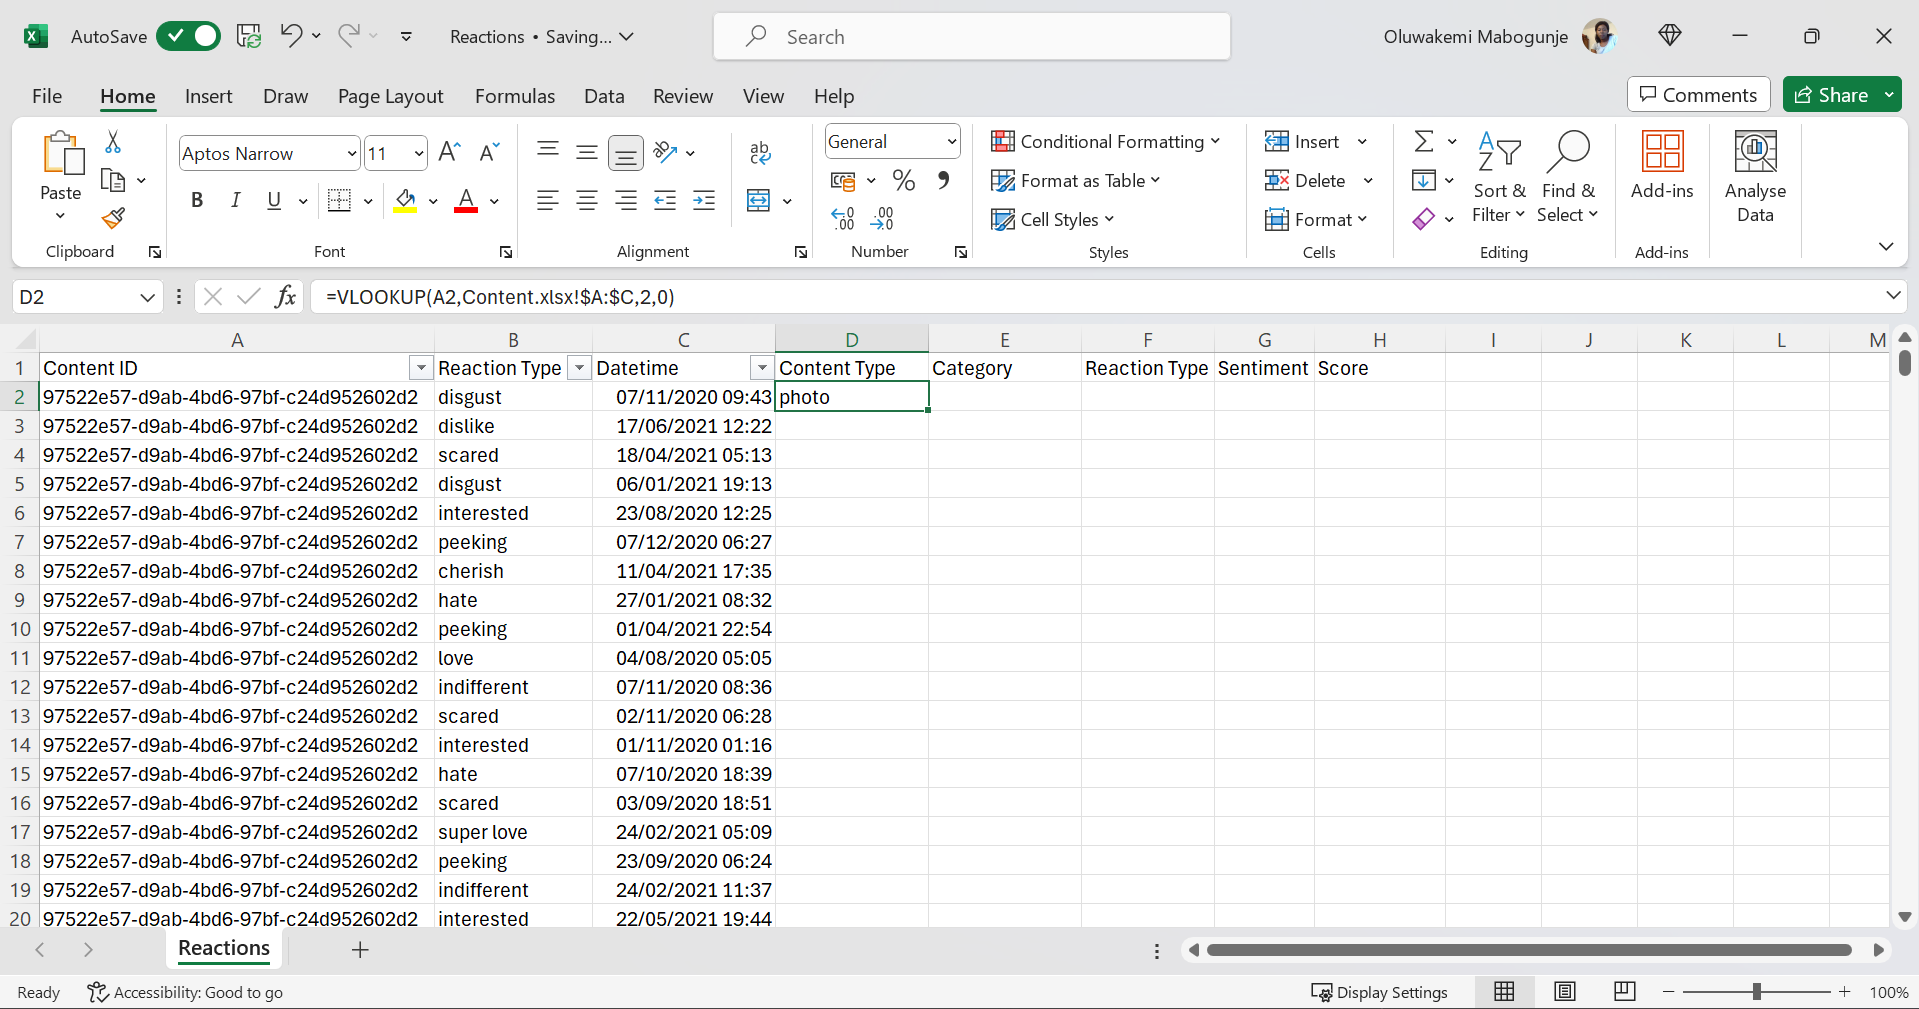 AutoSave Reactions • Saving... Search Oluwakemi Mabogunje
File Home Insert Draw Page Layout Formulas Data Review View Help Comments Share
Paste Aptos Narrow 11 General Conditional Formatting Insert
Format as Table Delete Sort & Filter Find & Select Add-ins Analyse Data
B I U % Cell Styles Format
Clipboard Font Alignment Number Styles Cells Editing Add-ins
D2 fx =VLOOKUP(A2,Content.xlsx!$A:$C,2,0)
A B C D E F G H I J K L M
1 Content ID Reaction Type Datetime Content Type Category Reaction Type Sentiment Score
2 97522e57-d9ab-4bd6-97bf-c24d952602d2 disgust 07/11/2020 09:43 photo
3 97522e57-d9ab-4bd6-97bf-c24d952602d2 dislike 17/06/2021 12:22
4 97522e57-d9ab-4bd6-97bf-c24d952602d2 scared 18/04/2021 05:13
5 97522e57-d9ab-4bd6-97bf-c24d952602d2 disgust 06/01/2021 19:13
6 97522e57-d9ab-4bd6-97bf-c24d952602d2 interested 23/08/2020 12:25
7 97522e57-d9ab-4bd6-97bf-c24d952602d2 peeking 07/12/2020 06:27
8 97522e57-d9ab-4bd6-97bf-c24d952602d2 cherish 11/04/2021 17:35
9 97522e57-d9ab-4bd6-97bf-c24d952602d2 hate 27/01/2021 08:32
10 97522e57-d9ab-4bd6-97bf-c24d952602d2 peeking 01/04/2021 22:54
11 97522e57-d9ab-4bd6-97bf-c24d952602d2 love 04/08/2020 05:05
12 97522e57-d9ab-4bd6-97bf-c24d952602d2 indifferent 07/11/2020 08:36
13 97522e57-d9ab-4bd6-97bf-c24d952602d2 scared 02/11/2020 06:28
14 97522e57-d9ab-4bd6-97bf-c24d952602d2 interested 01/11/2020 01:16
15 97522e57-d9ab-4bd6-97bf-c24d952602d2 hate 07/10/2020 18:39
16 97522e57-d9ab-4bd6-97bf-c24d952602d2 scared 03/09/2020 18:51
17 97522e57-d9ab-4bd6-97bf-c24d952602d2 super love 24/02/2021 05:09
18 97522e57-d9ab-4bd6-97bf-c24d952602d2 peeking 23/09/2020 06:24
19 97522e57-d9ab-4bd6-97bf-c24d952602d2 indifferent 24/02/2021 11:37
20 97522e57-d9ab-4bd6-97bf-c24d952602d2 interested 22/05/2021 19:44
Reactions
Ready Accessibility: Good to go Display Settings 100%